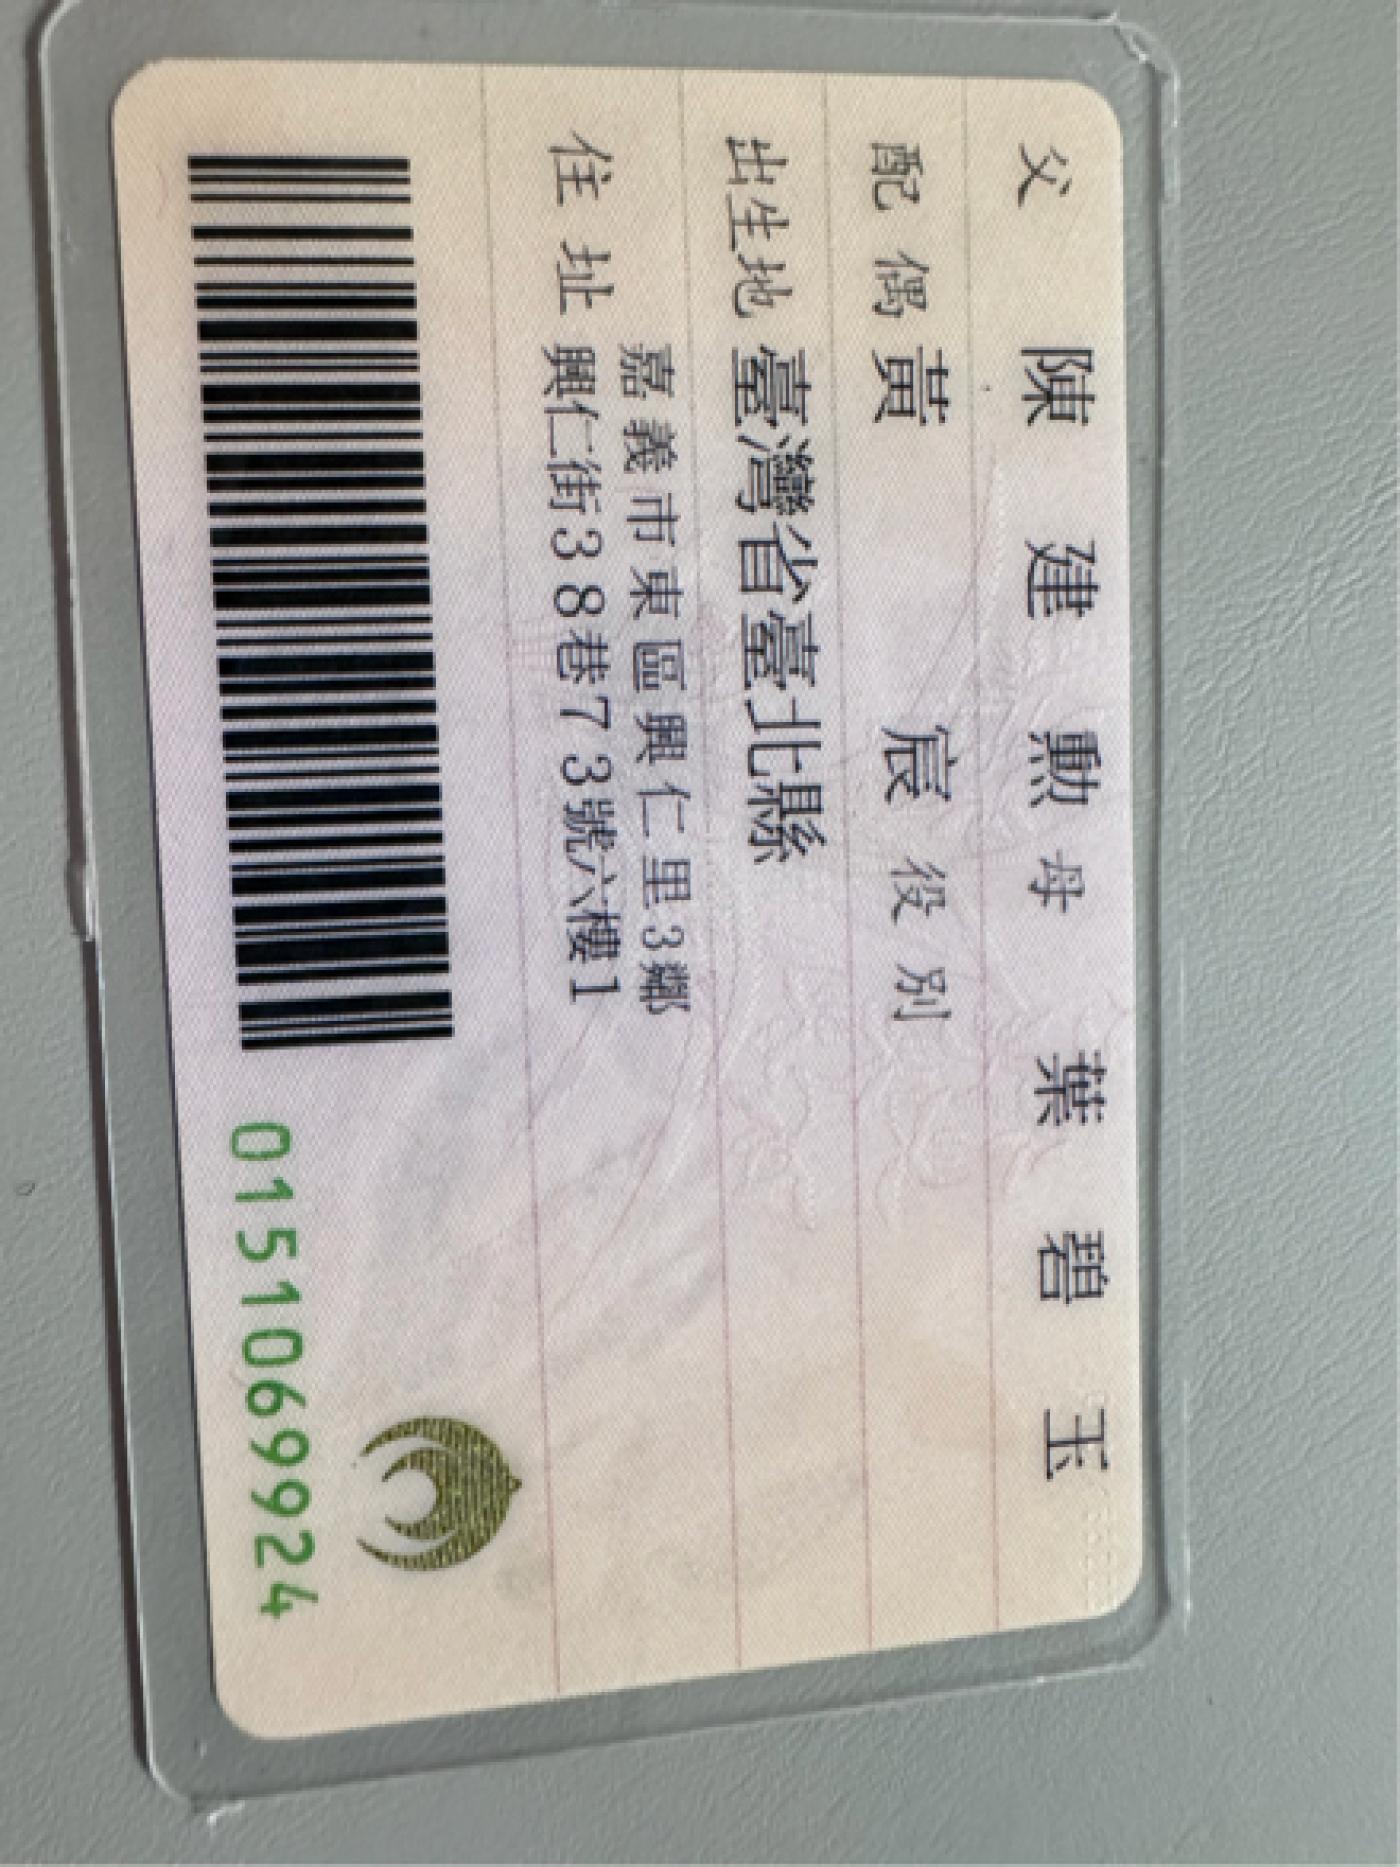 父 陳 建 勳 母 葉 碧 玉
配偶 黃 宸 役別
出生地 臺灣省臺北縣
住址 嘉義市東區興仁里3鄰
興仁街38巷73號六樓1
0151069924